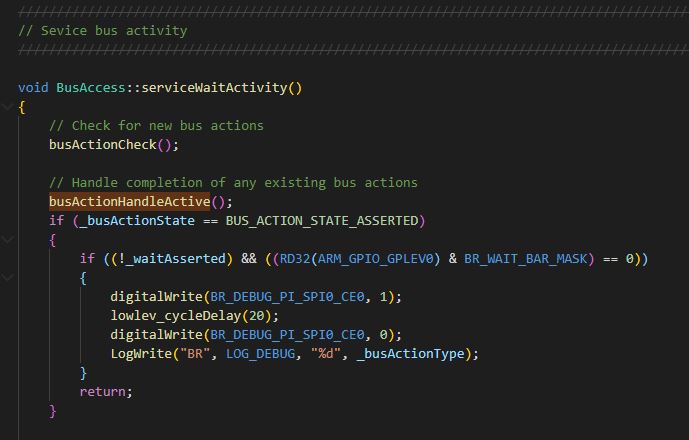 ////////////////////////////////////////////////////////////////////////////////
// Sevice bus activity
////////////////////////////////////////////////////////////////////////////////
void BusAccess::serviceWaitActivity()
{
// Check for new bus actions
busActionCheck();
// Handle completion of any existing bus actions
busActionHandleActive();
if (_busActionState == BUS_ACTION_STATE_ASSERTED)
{
if ((!_waitAsserted) && ((RD32(ARM_GPIO_GPLEV0) & BR_WAIT_BAR_MASK) == 0))
{
digitalWrite(BR_DEBUG_PI_SPI0_CE0, 1);
lowlev_cycleDelay(20);
digitalWrite(BR_DEBUG_PI_SPI0_CE0, 0);
LogWrite("BR", LOG_DEBUG, "%d", _busActionType);
}
return;
}